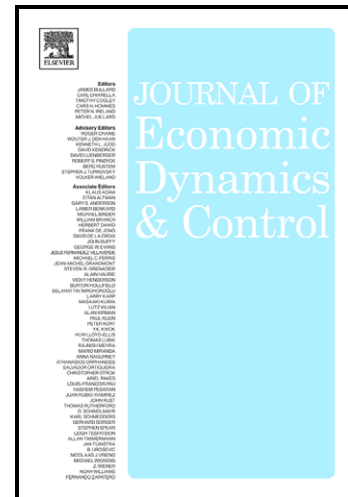 ELSEVIER
Editors
JAMES BULLARD
CARL CHIARELLA
TIMOTHY COGLEY
CARS H. HOMMES
PETER N. IRELAND
MICHEL JUILLARD
Advisory Editors
ROGER CRAINE
WOUTER J. DEN HAAN
KENNETH L. JUDD
DAVID KENDRICK
DAVID LUENBERGER
ROBERT S. PINDYCK
BERC RUSTEM
STEPHEN J. TURNOVSKY
VOLKER WIELAND
Associate Editors
KLAUS ADAM
EITAN ALTMAN
GARY S. ANDERSON
LANIER BENKARD
MICHAEL BINDER
WILLIAM BRANCH
HERBERT DAWID
FRANK DE JONG
DAVID DE LA CROIX
JOHN DUFFY
GEORGE W. EVANS
JESUS FERNANDEZ VILLAVERDE
MICHAEL C. FERRIS
JEAN-MICHEL GRANDMONT
STEVEN R. GRENADIER
ALAIN HAURIE
VICKY HENDERSON
BURTON HOLLIFIELD
SELAHATTIN IMROHOROGLU
LARRY KARP
MASAAKI KIJIMA
LUTZ KILIAN
ALAN KIRMAN
PAUL KLEIN
PETER KORT
Y.K. KWOK
HUW LLOYD-ELLIS
THOMAS LUBIK
RAJNISH MEHRA
MARIO MIRANDA
ANNA NAGURNEY
ATHANASIOS ORPHANIDES
SALVADOR ORTIGUEIRA
CHRISTOPHER OTROK
ARIEL PAKES
LOUIS-FRANCOIS PAU
HASHEM PESARAN
JUAN RUBIO-RAMIREZ
JOHN RUST
THOMAS RUTHERFORD
KARL SCHMEDDERS
GERHARD SORGER
STEPHEN SPEAR
LEIGH TESFATSION
ALLAN TIMMERMAN
JAN TUINSTRA
B. UROSEVIC
NICOLAAS J. VRIEND
MICHAEL WICKENS
Z. WIENER
NOAH WILLIAMS
FERNANDO ZAPATERO
JOURNAL OF
Economic
Dynamics
& Control